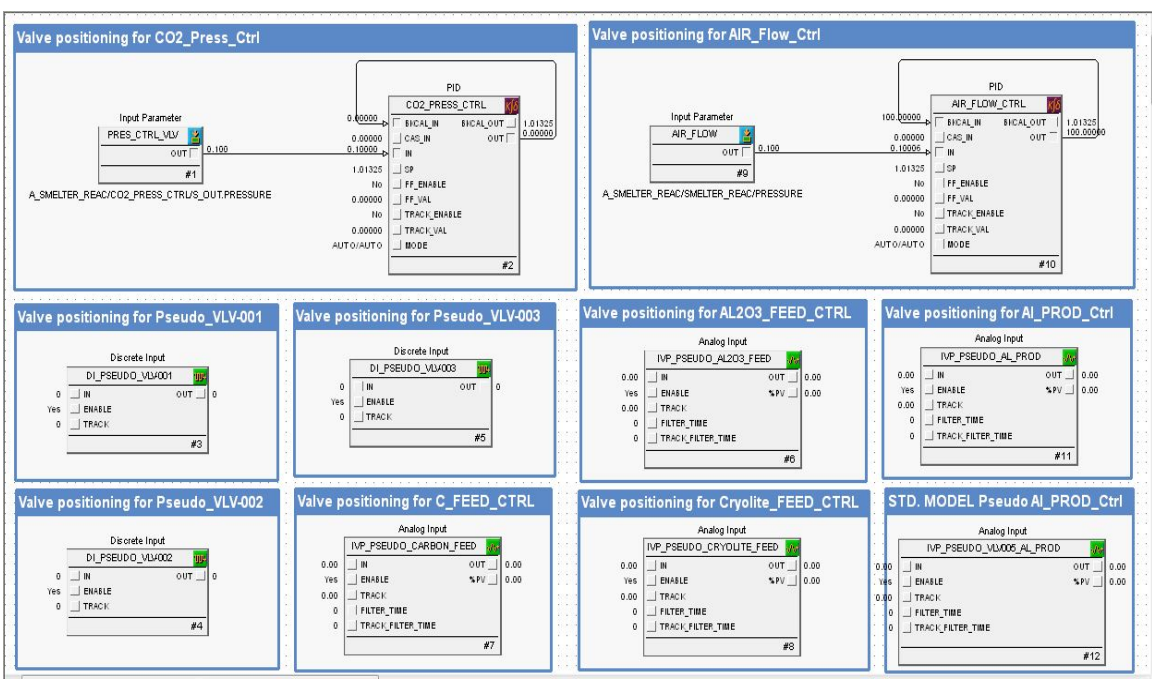 Valve positioning for CO2_Press_Ctrl
Input Parameter
PRES_CTRL_VLV
OUT 0.100
#1
A_SMELTER_REAC/CO2_PRESS_CTRL/S_OUT.PRESSURE
PID
CO2_PRESS_CTRL
0.00000 BKCAL_IN BKCAL_OUT 1.01325
0.00000 CAS_IN OUT 0.00000
0.10000 IN
1.01325 SP
No FF_ENABLE
0.00000 FF_VAL
No TRACK_ENABLE
0.00000 TRACK_VAL
AUTO/AUTO MODE
#2
Valve positioning for AIR_Flow_Ctrl
Input Parameter
AIR_FLOW
OUT 0.100
#9
A_SMELTER_REAC/SMELTER_REAC/PRESSURE
PID
AIR_FLOW_CTRL
100.00000 BKCAL_IN BKCAL_OUT 1.01325
0.00000 CAS_IN OUT 100.00000
0.10006 IN
1.01325 SP
No FF_ENABLE
0.00000 FF_VAL
No TRACK_ENABLE
0.00000 TRACK_VAL
AUTO/AUTO MODE
#10
Valve positioning for Pseudo_VLV-001
Discrete Input
DI_PSEUDO_VLV001
0 IN OUT 0
Yes ENABLE
0 TRACK
#3
Valve positioning for Pseudo_VLV-003
Discrete Input
DI_PSEUDO_VLV003
0 IN OUT 0
Yes ENABLE
0 TRACK
#5
Valve positioning for AL2O3_FEED_CTRL
Analog Input
IVP_PSEUDO_AL2O3_FEED
0.00 IN OUT 0.00
Yes ENABLE %PV 0.00
0.00 TRACK
0 FILTER_TIME
0 TRACK_FILTER_TIME
#6
Valve positioning for Al_PROD_Ctrl
Analog Input
IVP_PSEUDO_AL_PROD
0.00 IN OUT 0.00
Yes ENABLE %PV 0.00
0.00 TRACK
0 FILTER_TIME
0 TRACK_FILTER_TIME
#11
Valve positioning for Pseudo_VLV-002
Discrete Input
DI_PSEUDO_VLV002
0 IN OUT 0
Yes ENABLE
0 TRACK
#4
Valve positioning for C_FEED_CTRL
Analog Input
IVP_PSEUDO_CARBON_FEED
0.00 IN OUT 0.00
Yes ENABLE %PV 0.00
0.00 TRACK
0 FILTER_TIME
0 TRACK_FILTER_TIME
#7
Valve positioning for Cryolite_FEED_CTRL
Analog Input
IVP_PSEUDO_CRYOLITE_FEED
0.00 IN OUT 0.00
Yes ENABLE %PV 0.00
0.00 TRACK
0 FILTER_TIME
0 TRACK_FILTER_TIME
#8
STD. MODEL Pseudo Al_PROD_Ctrl
Analog Input
IVP_PSEUDO_VLV005_AL_PROD
0.00 IN OUT 0.00
Yes ENABLE %PV 0.00
0.00 TRACK
0 FILTER_TIME
0 TRACK_FILTER_TIME
#12